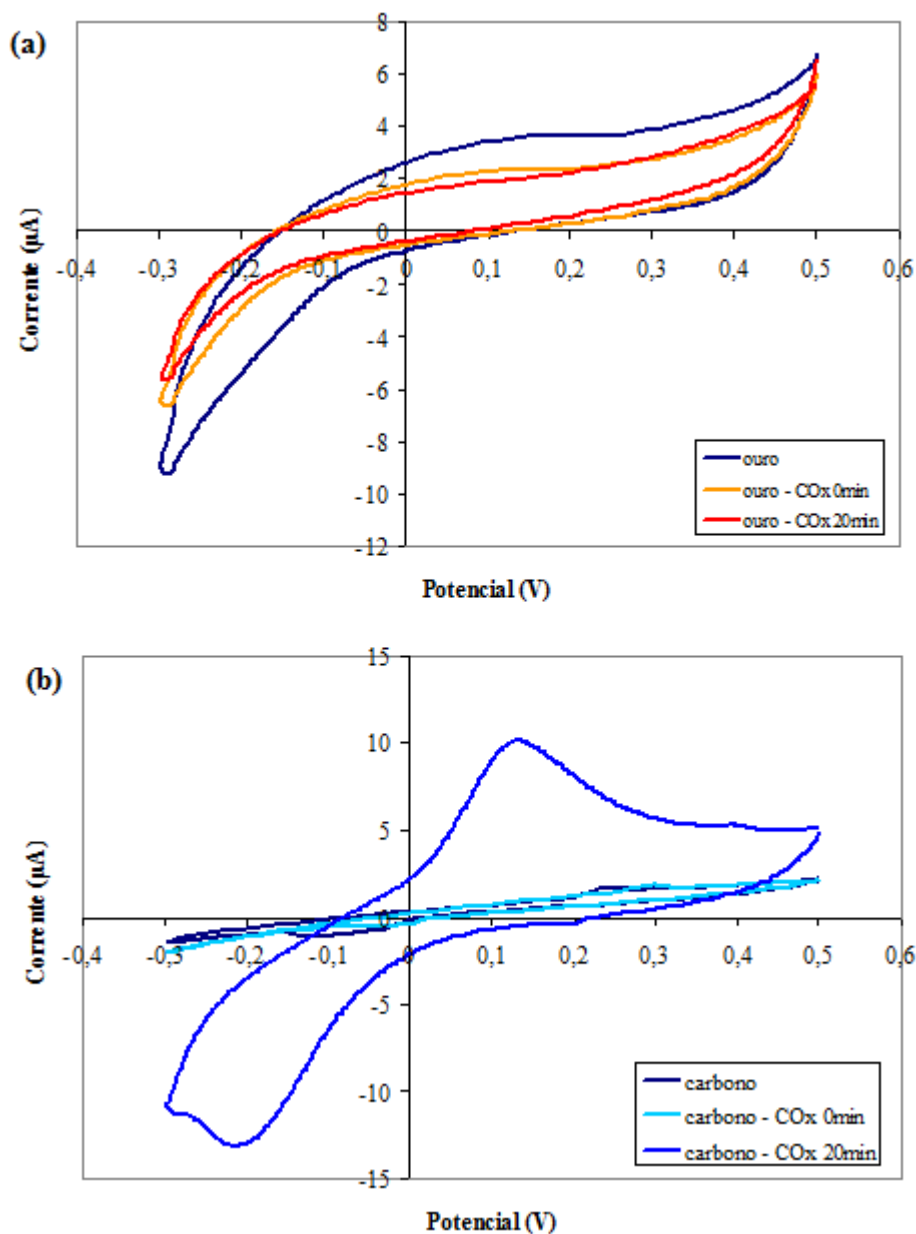 (a)
8
6
4
2
0
-0,4 -0,3 -0,2 -0,1 0 0,1 0,2 0,3 0,4 0,5 0,6
-2
-4
-6
-8
-10
-12
Corrente (µA)
Potencial (V)
ouro
ouro - COx 0min
ouro - COx 20min
(b)
15
10
5
0
-0,4 -0,3 -0,2 -0,1 0 0,1 0,2 0,3 0,4 0,5 0,6
-5
-10
-15
Corrente (µA)
Potencial (V)
carbono
carbono - COx 0min
carbono - COx 20min